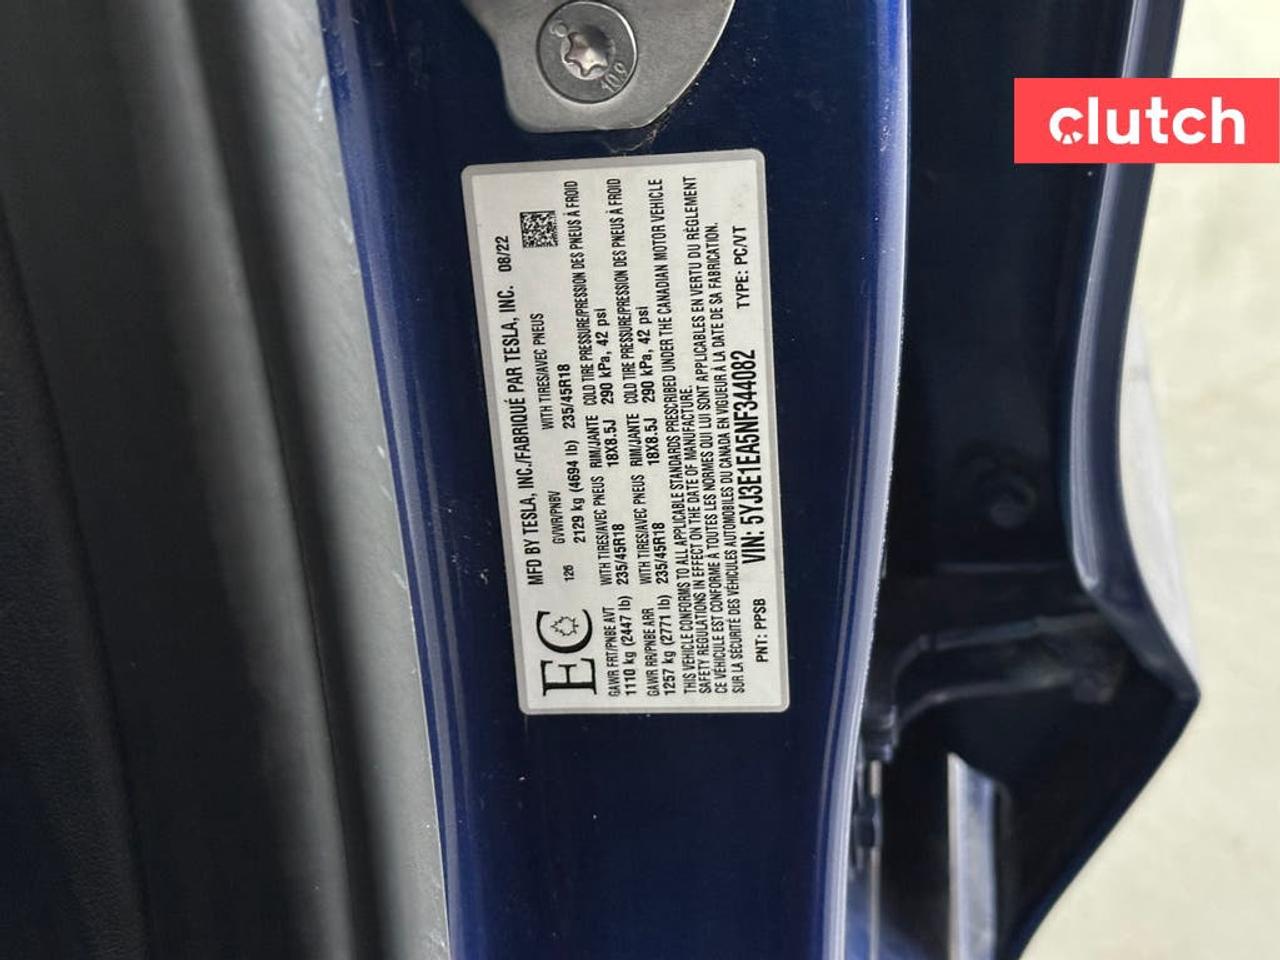 clutch
10.9
MFD BY TESLA, INC./FABRIQUÉ PAR TESLA, INC. 08/22
126 GVWR/PNBV WITH TIRES/AVEC PNEUS
2129 kg (4694 lb) 235/45R18
EC
GAWR FRT/PNBE AVT WITH TIRES/AVEC PNEUS RIM/JANTE COLD TIRE PRESSURE/PRESSION DES PNEUS À FROID
1110 kg (2447 lb) 235/45R18 18X8.5J 290 kPa, 42 psi
GAWR RR/PNBE ARR WITH TIRES/AVEC PNEUS RIM/JANTE COLD TIRE PRESSURE/PRESSION DES PNEUS À FROID
1257 kg (2771 lb) 235/45R18 18X8.5J 290 kPa, 42 psi
THIS VEHICLE CONFORMS TO ALL APPLICABLE STANDARDS PRESCRIBED UNDER THE CANADIAN MOTOR VEHICLE
SAFETY REGULATIONS IN EFFECT ON THE DATE OF MANUFACTURE.
CE VÉHICULE EST CONFORME À TOUTES LES NORMES QUI LUI SONT APPLICABLES EN VERTU DU RÈGLEMENT
SUR LA SÉCURITÉ DES VÉHICULES AUTOMOBILES DU CANADA EN VIGUEUR À LA DATE DE SA FABRICATION.
VIN: 5YJ3E1EA5NF344082 TYPE: PC/VT
PNT: PPSB